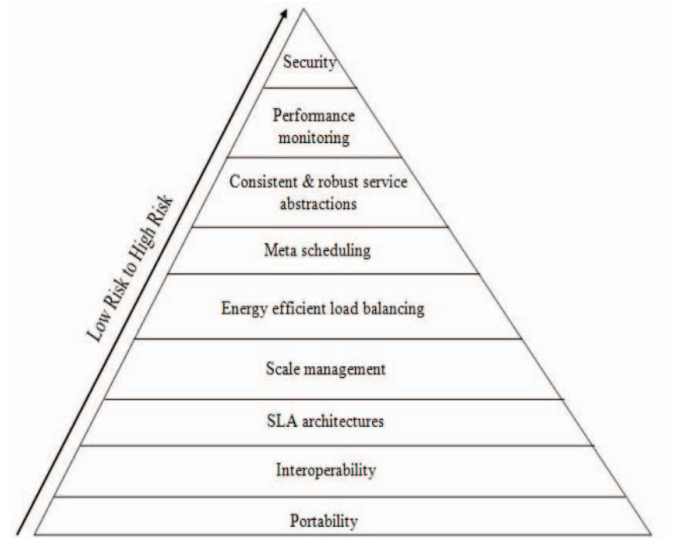 Security
Performance
monitoring
Consistent & robust service
abstractions
Meta scheduling
Energy efficient load balancing
Scale management
SLA architectures
Interoperability
Portability
Low Risk to High Risk